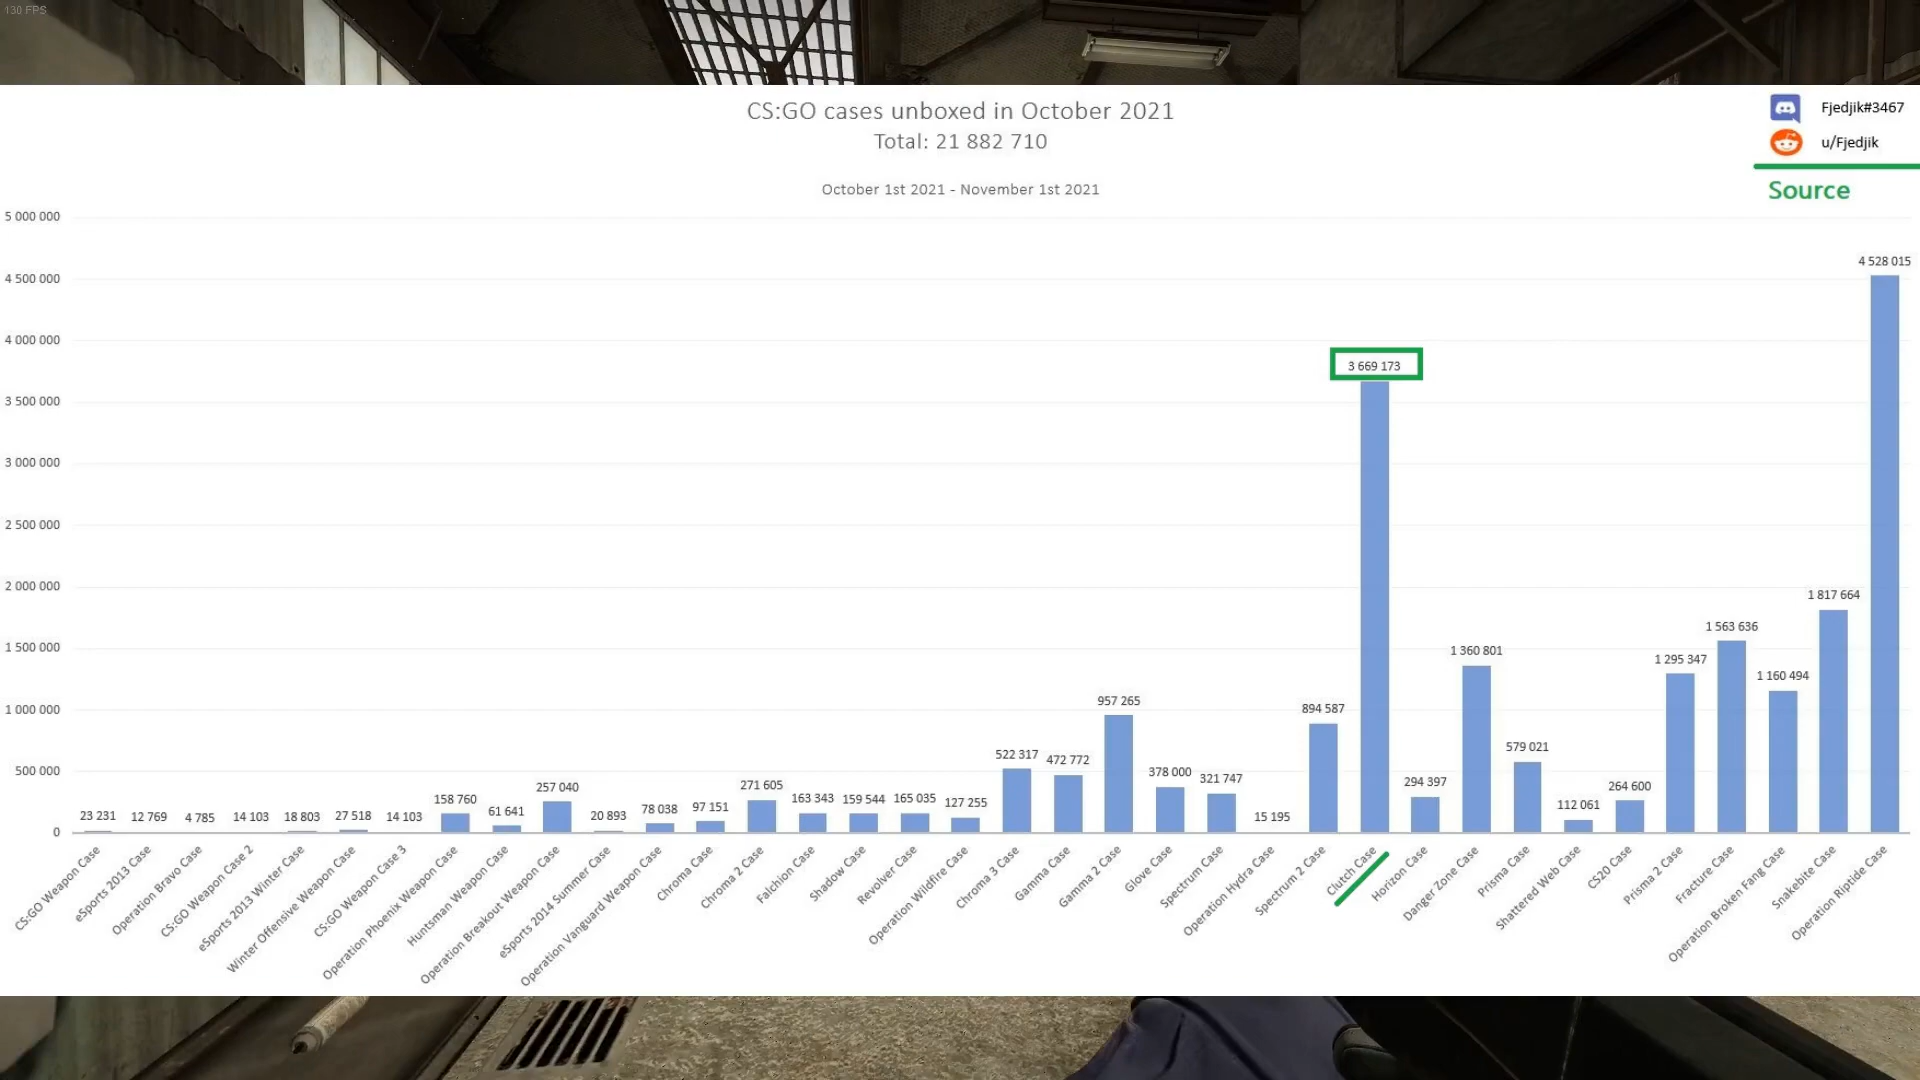 130 FPS
CS:GO cases unboxed in October 2021
Total: 21 882 710
October 1st 2021 - November 1st 2021
Fjedjik#3467
u/Fjedjik
Source
5 000 000
4 500 000
4 000 000
3 500 000
3 000 000
2 500 000
2 000 000
1 500 000
1 000 000
500 000
0
23 231
12 769
4 785
14 103
18 803
27 518
14 103
158 760
61 641
257 040
20 893
78 038
97 151
271 605
163 343
159 544
165 035
127 255
522 317
472 772
957 265
378 000
321 747
15 195
894 587
3 669 173
294 397
1 360 801
579 021
112 061
264 600
1 295 347
1 563 636
1 160 494
1 817 664
4 528 015
CS:GO Weapon Case
eSports 2013 Case
Operation Bravo Case
CS:GO Weapon Case 2
eSports 2013 Winter Case
Winter Offensive Weapon Case
CS:GO Weapon Case 3
Operation Phoenix Weapon Case
Huntsman Weapon Case
Operation Breakout Weapon Case
eSports 2014 Summer Case
Operation Vanguard Weapon Case
Chroma Case
Chroma 2 Case
Falchion Case
Shadow Case
Revolver Case
Operation Wildfire Case
Chroma 3 Case
Gamma Case
Gamma 2 Case
Glove Case
Spectrum Case
Operation Hydra Case
Spectrum 2 Case
Clutch Case
Horizon Case
Danger Zone Case
Prisma Case
Shattered Web Case
CS20 Case
Prisma 2 Case
Fracture Case
Operation Broken Fang Case
Snakebite Case
Operation Riptide Case